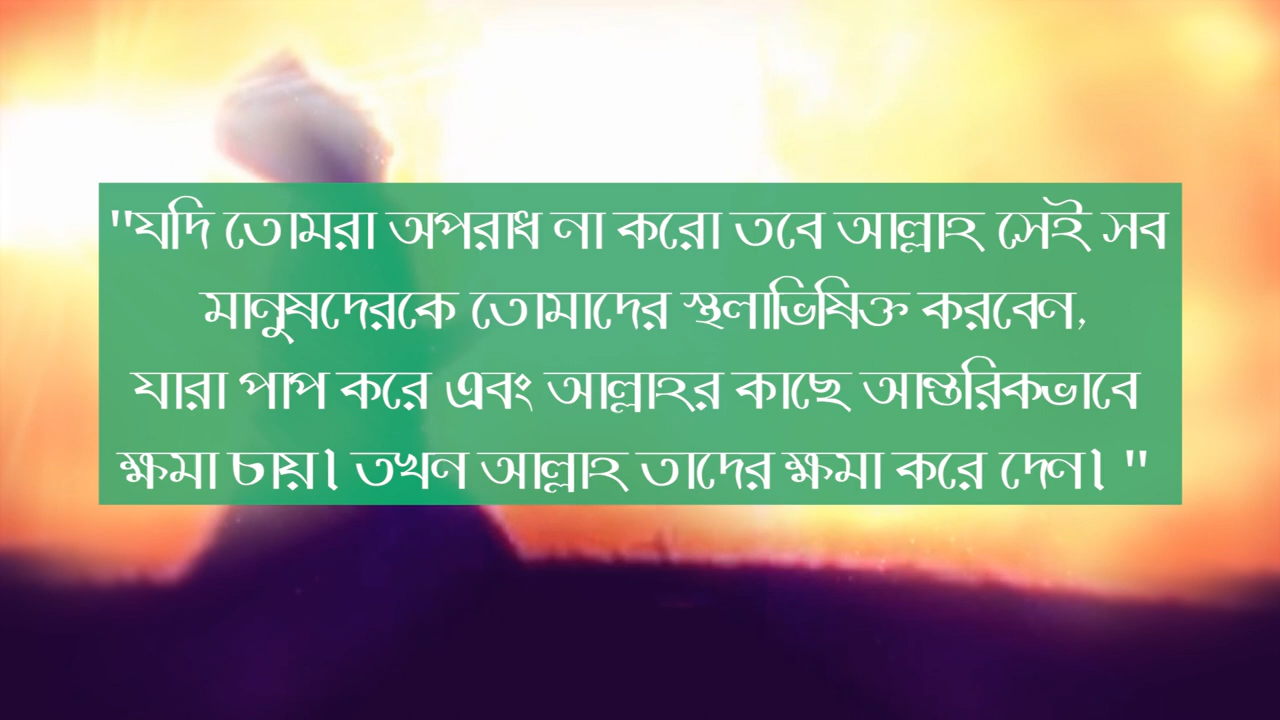 "যদি তোমরা অপরাধ না করো তবে আল্লাহ সেই সব
মানুষদেরকে তোমাদের স্থলাভিষিক্ত করবেন,
যারা পাপ করে এবং আল্লাহর কাছে আন্তরিকভাবে
ক্ষমা চায়। তখন আল্লাহ তাদের ক্ষমা করে দেন। "